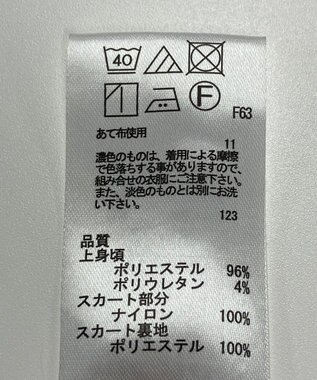 40
F
F63
あて布使用
11
濃色のものは、着用による摩擦
で色落ちする事がありますので、
組み合せの衣服にご注意下さい。
また、淡色のものとは別にお洗
い下さい。
123
品質
上身頃
ポリエステル 96%
ポリウレタン 4%
スカート部分
ナイロン 100%
スカート裏地
ポリエステル 100%